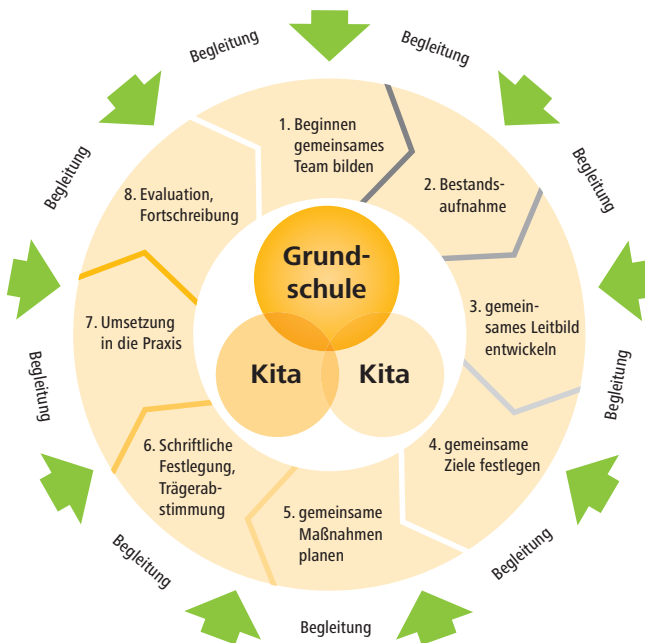 Begleitung
Begleitung
1. Beginnen
gemeinsames
Team bilden
2. Bestands-
aufnahme
3. gemein-
sames Leitbild
entwickeln
4. gemeinsame
Ziele festlegen
5. gemeinsame
Maßnahmen
planen
6. Schriftliche
Festlegung,
Trägerab-
stimmung
7. Umsetzung
in die Praxis
8. Evaluation,
Fortschreibung
Grund-
schule
Kita
Kita
Begleitung
Begleitung
Begleitung
Begleitung
Begleitung
Begleitung
Begleitung